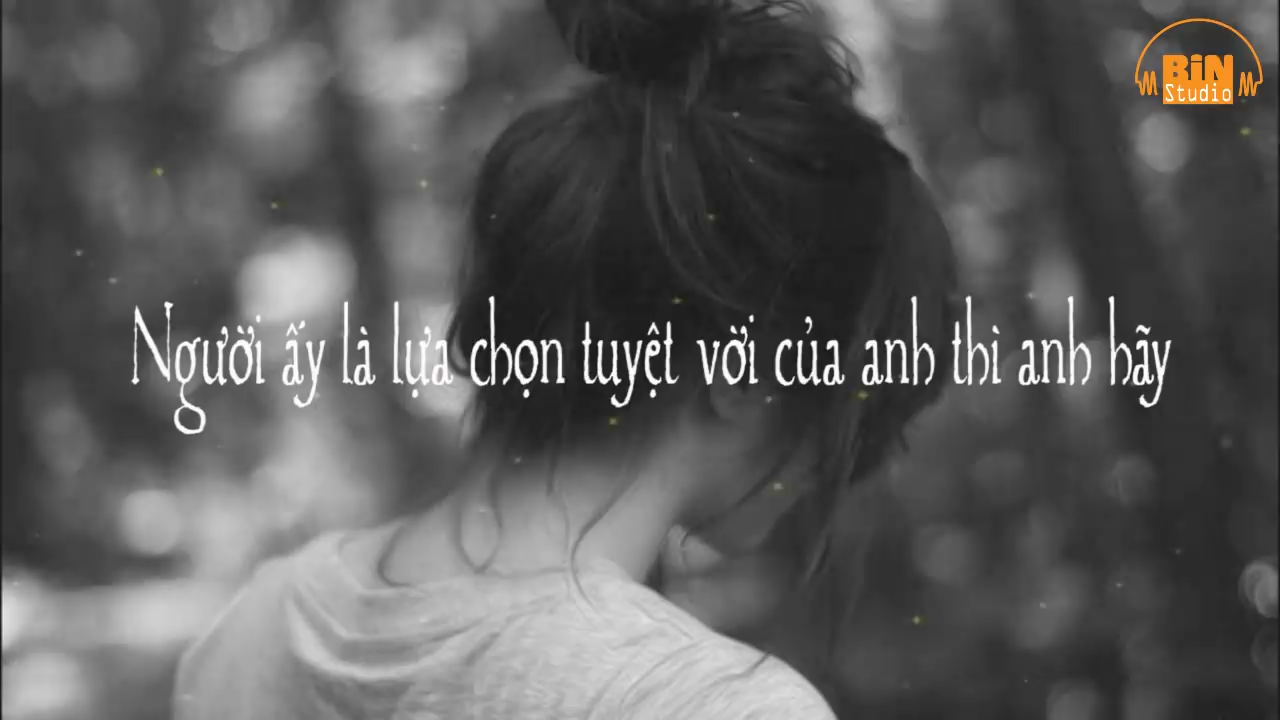 BiN
Studio
Người ấy là lựa chọn tuyệt vời của anh thì anh hãy